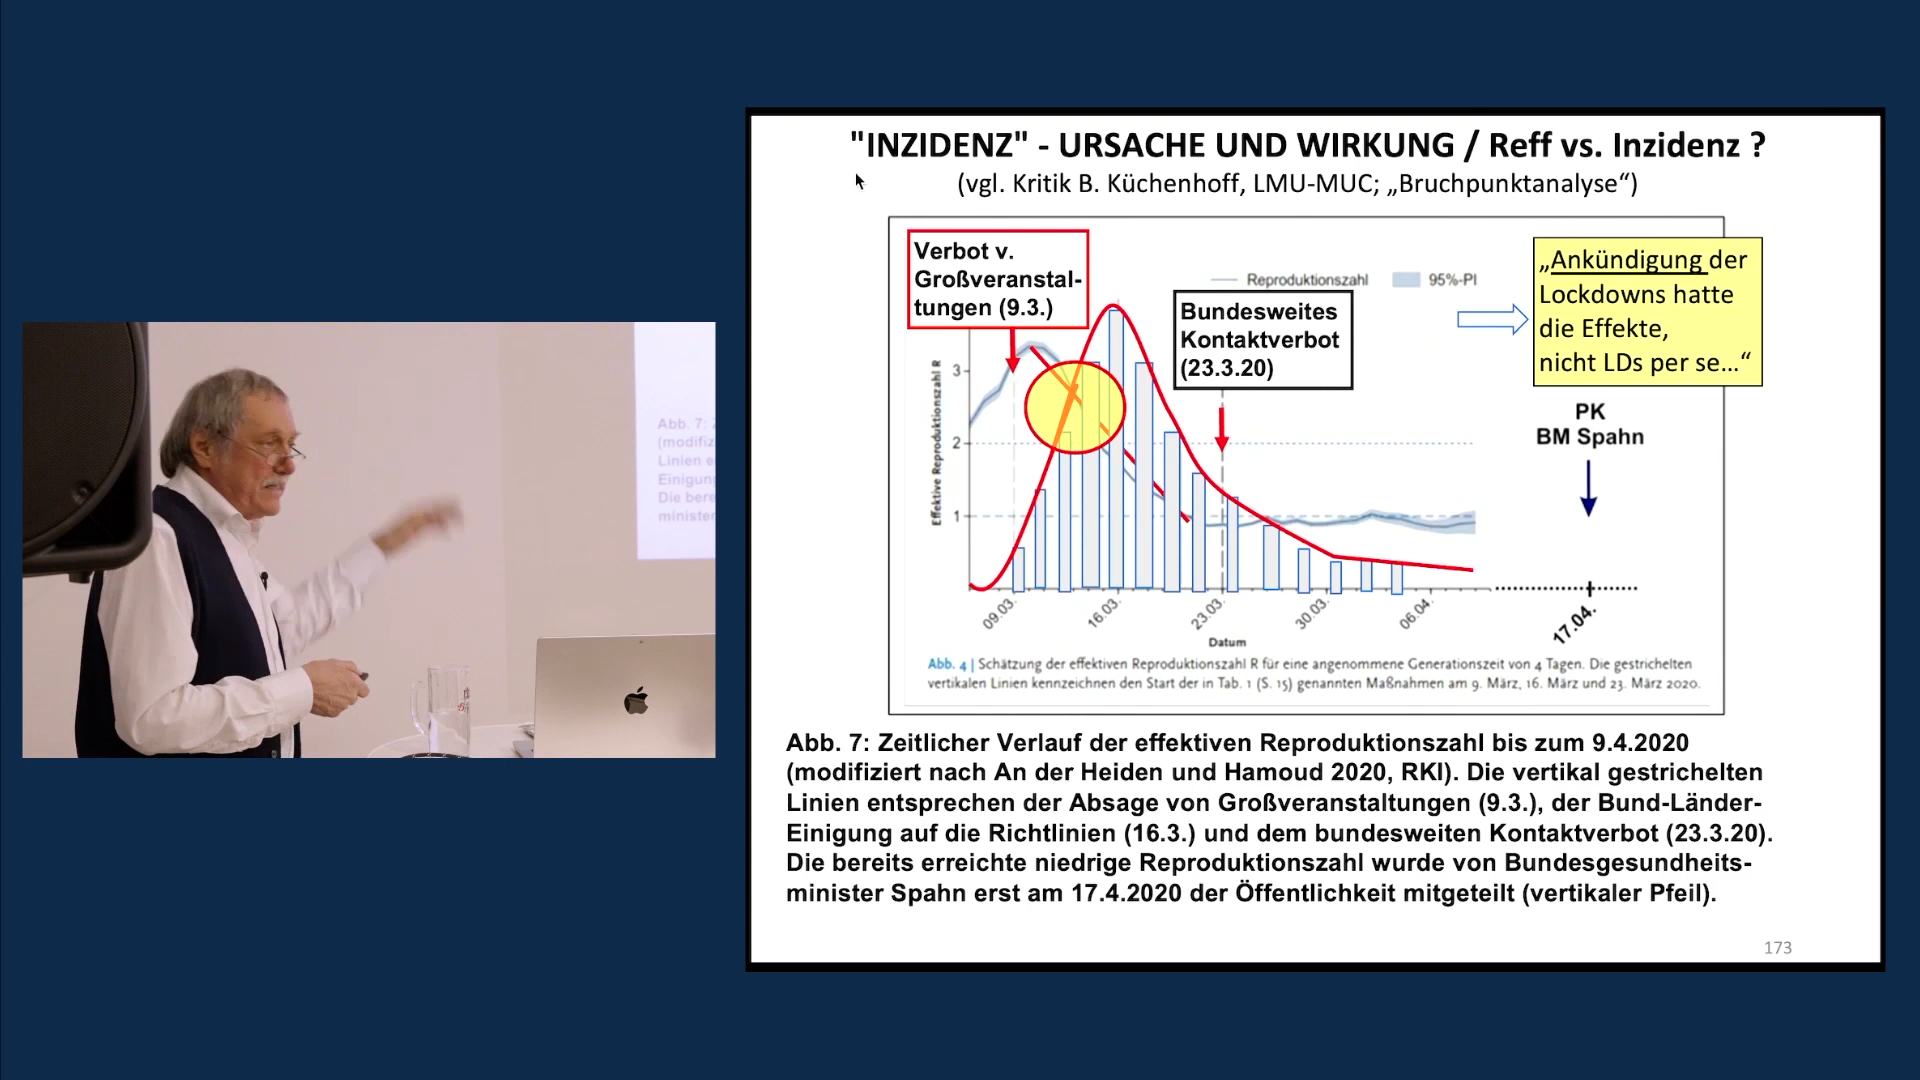 "INZIDENZ" - URSACHE UND WIRKUNG / Reff vs. Inzidenz ?
(vgl. Kritik B. Küchenhoff, LMU-MUC; „Bruchpunktanalyse“)
Verbot v.
Großveranstal-
tungen (9.3.)
Reproduktionszahl
95%-PI
Bundesweites
Kontaktverbot
(23.3.20)
„Ankündigung der
Lockdowns hatte
die Effekte,
nicht LDs per se...“
PK
BM Spahn
Effektive Reproduktionszahl R
3
2
1
09.03.
16.03.
23.03.
30.03.
06.04.
17.04.
Datum
Abb. 4 | Schätzung der effektiven Reproduktionszahl R für eine angenommene Generationszeit von 4 Tagen. Die gestrichelten
vertikalen Linien kennzeichnen den Start der in Tab. 1 (S. 15) genannten Maßnahmen am 9. März, 16. März und 23. März 2020.
Abb. 7: Zeitlicher Verlauf der effektiven Reproduktionszahl bis zum 9.4.2020
(modifiziert nach An der Heiden und Hamoud 2020, RKI). Die vertikal gestrichelten
Linien entsprechen der Absage von Großveranstaltungen (9.3.), der Bund-Länder-
Einigung auf die Richtlinien (16.3.) und dem bundesweiten Kontaktverbot (23.3.20).
Die bereits erreichte niedrige Reproduktionszahl wurde von Bundesgesundheits-
minister Spahn erst am 17.4.2020 der Öffentlichkeit mitgeteilt (vertikaler Pfeil).
173
Abb. 7:
(modifiz
Linien e
Einigun
Die bere
minister